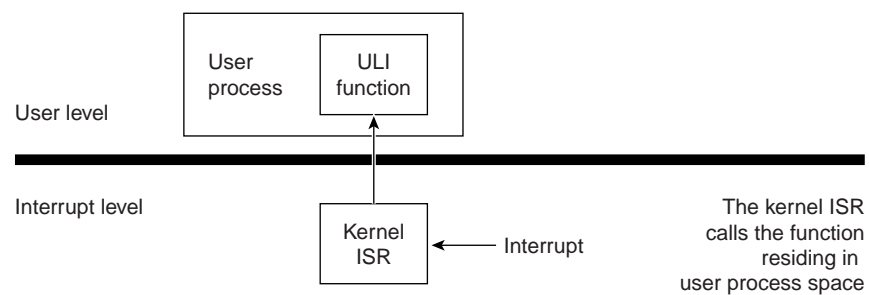 User
process
ULI
function
User level
Interrupt level
Kernel
ISR
Interrupt
The kernel ISR
calls the function
residing in
user process space